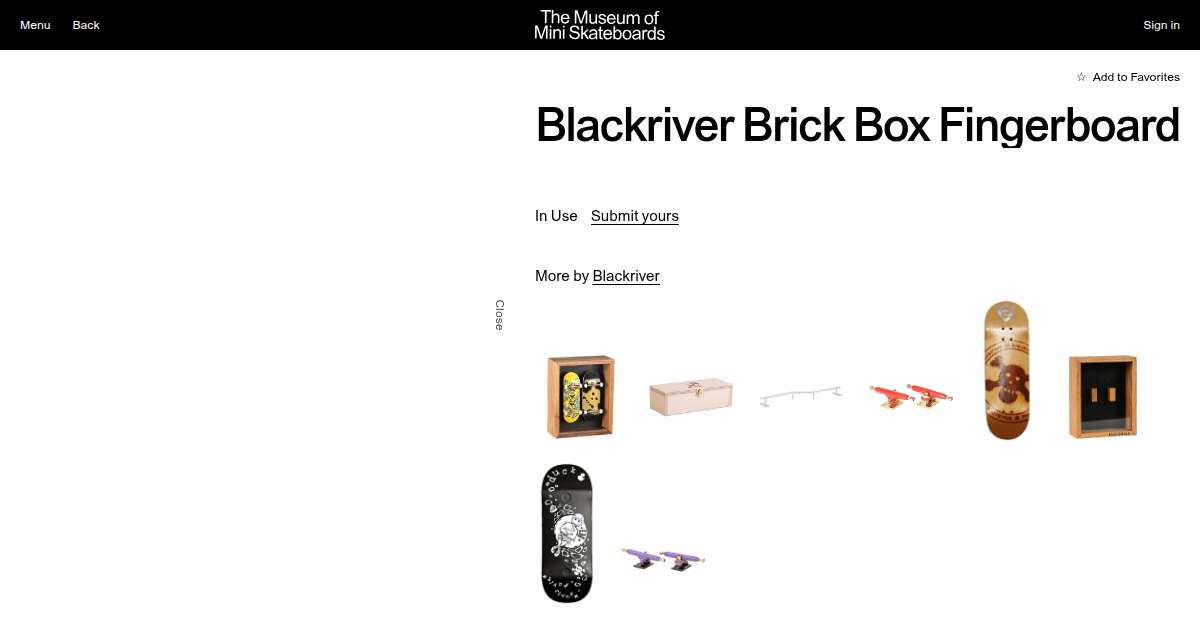 Menu
Back
The Museum of
Mini Skateboards
Sign in
☆ Add to Favorites
Blackriver Brick Box Fingerboard
In Use
Submit yours
More by Blackriver
Close